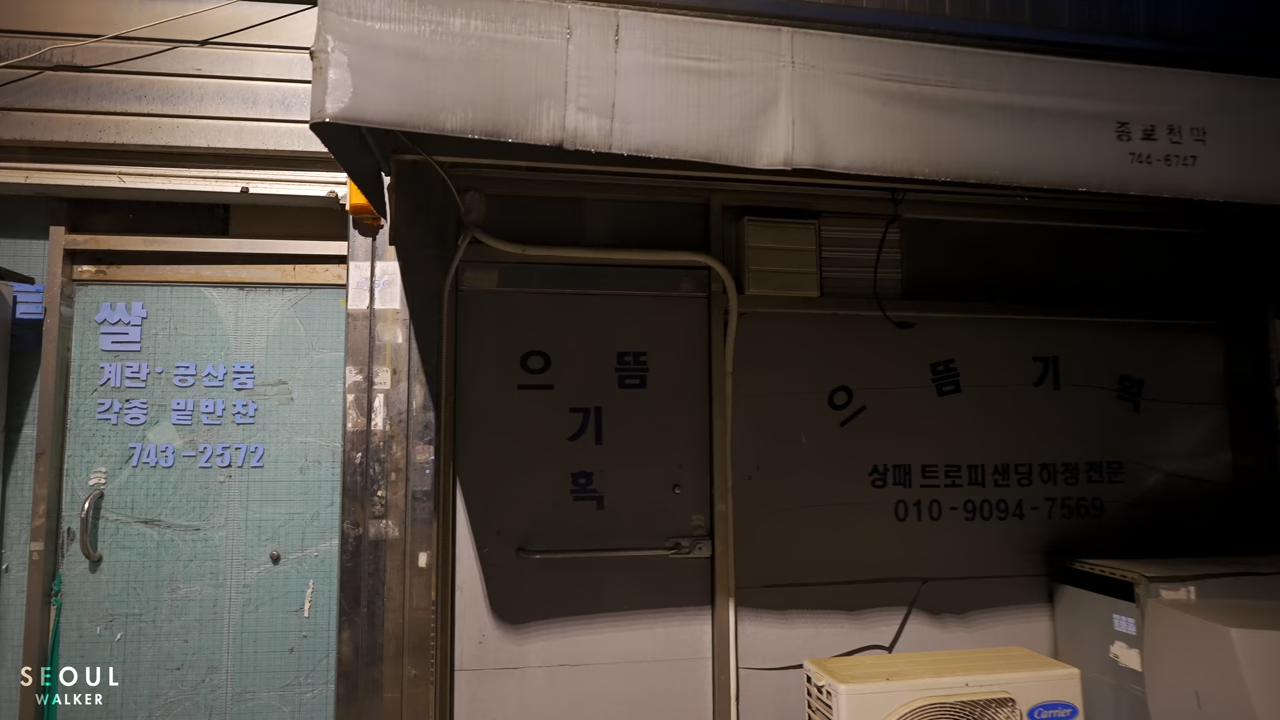 종로천막
744-6747
쌀
계란·공산품
각종 밑반찬
743-2572
으뜸
기
획
으뜸기획
상패트로피샌딩하청전문
010-9094-7569
Carrier
SEOUL
WALKER